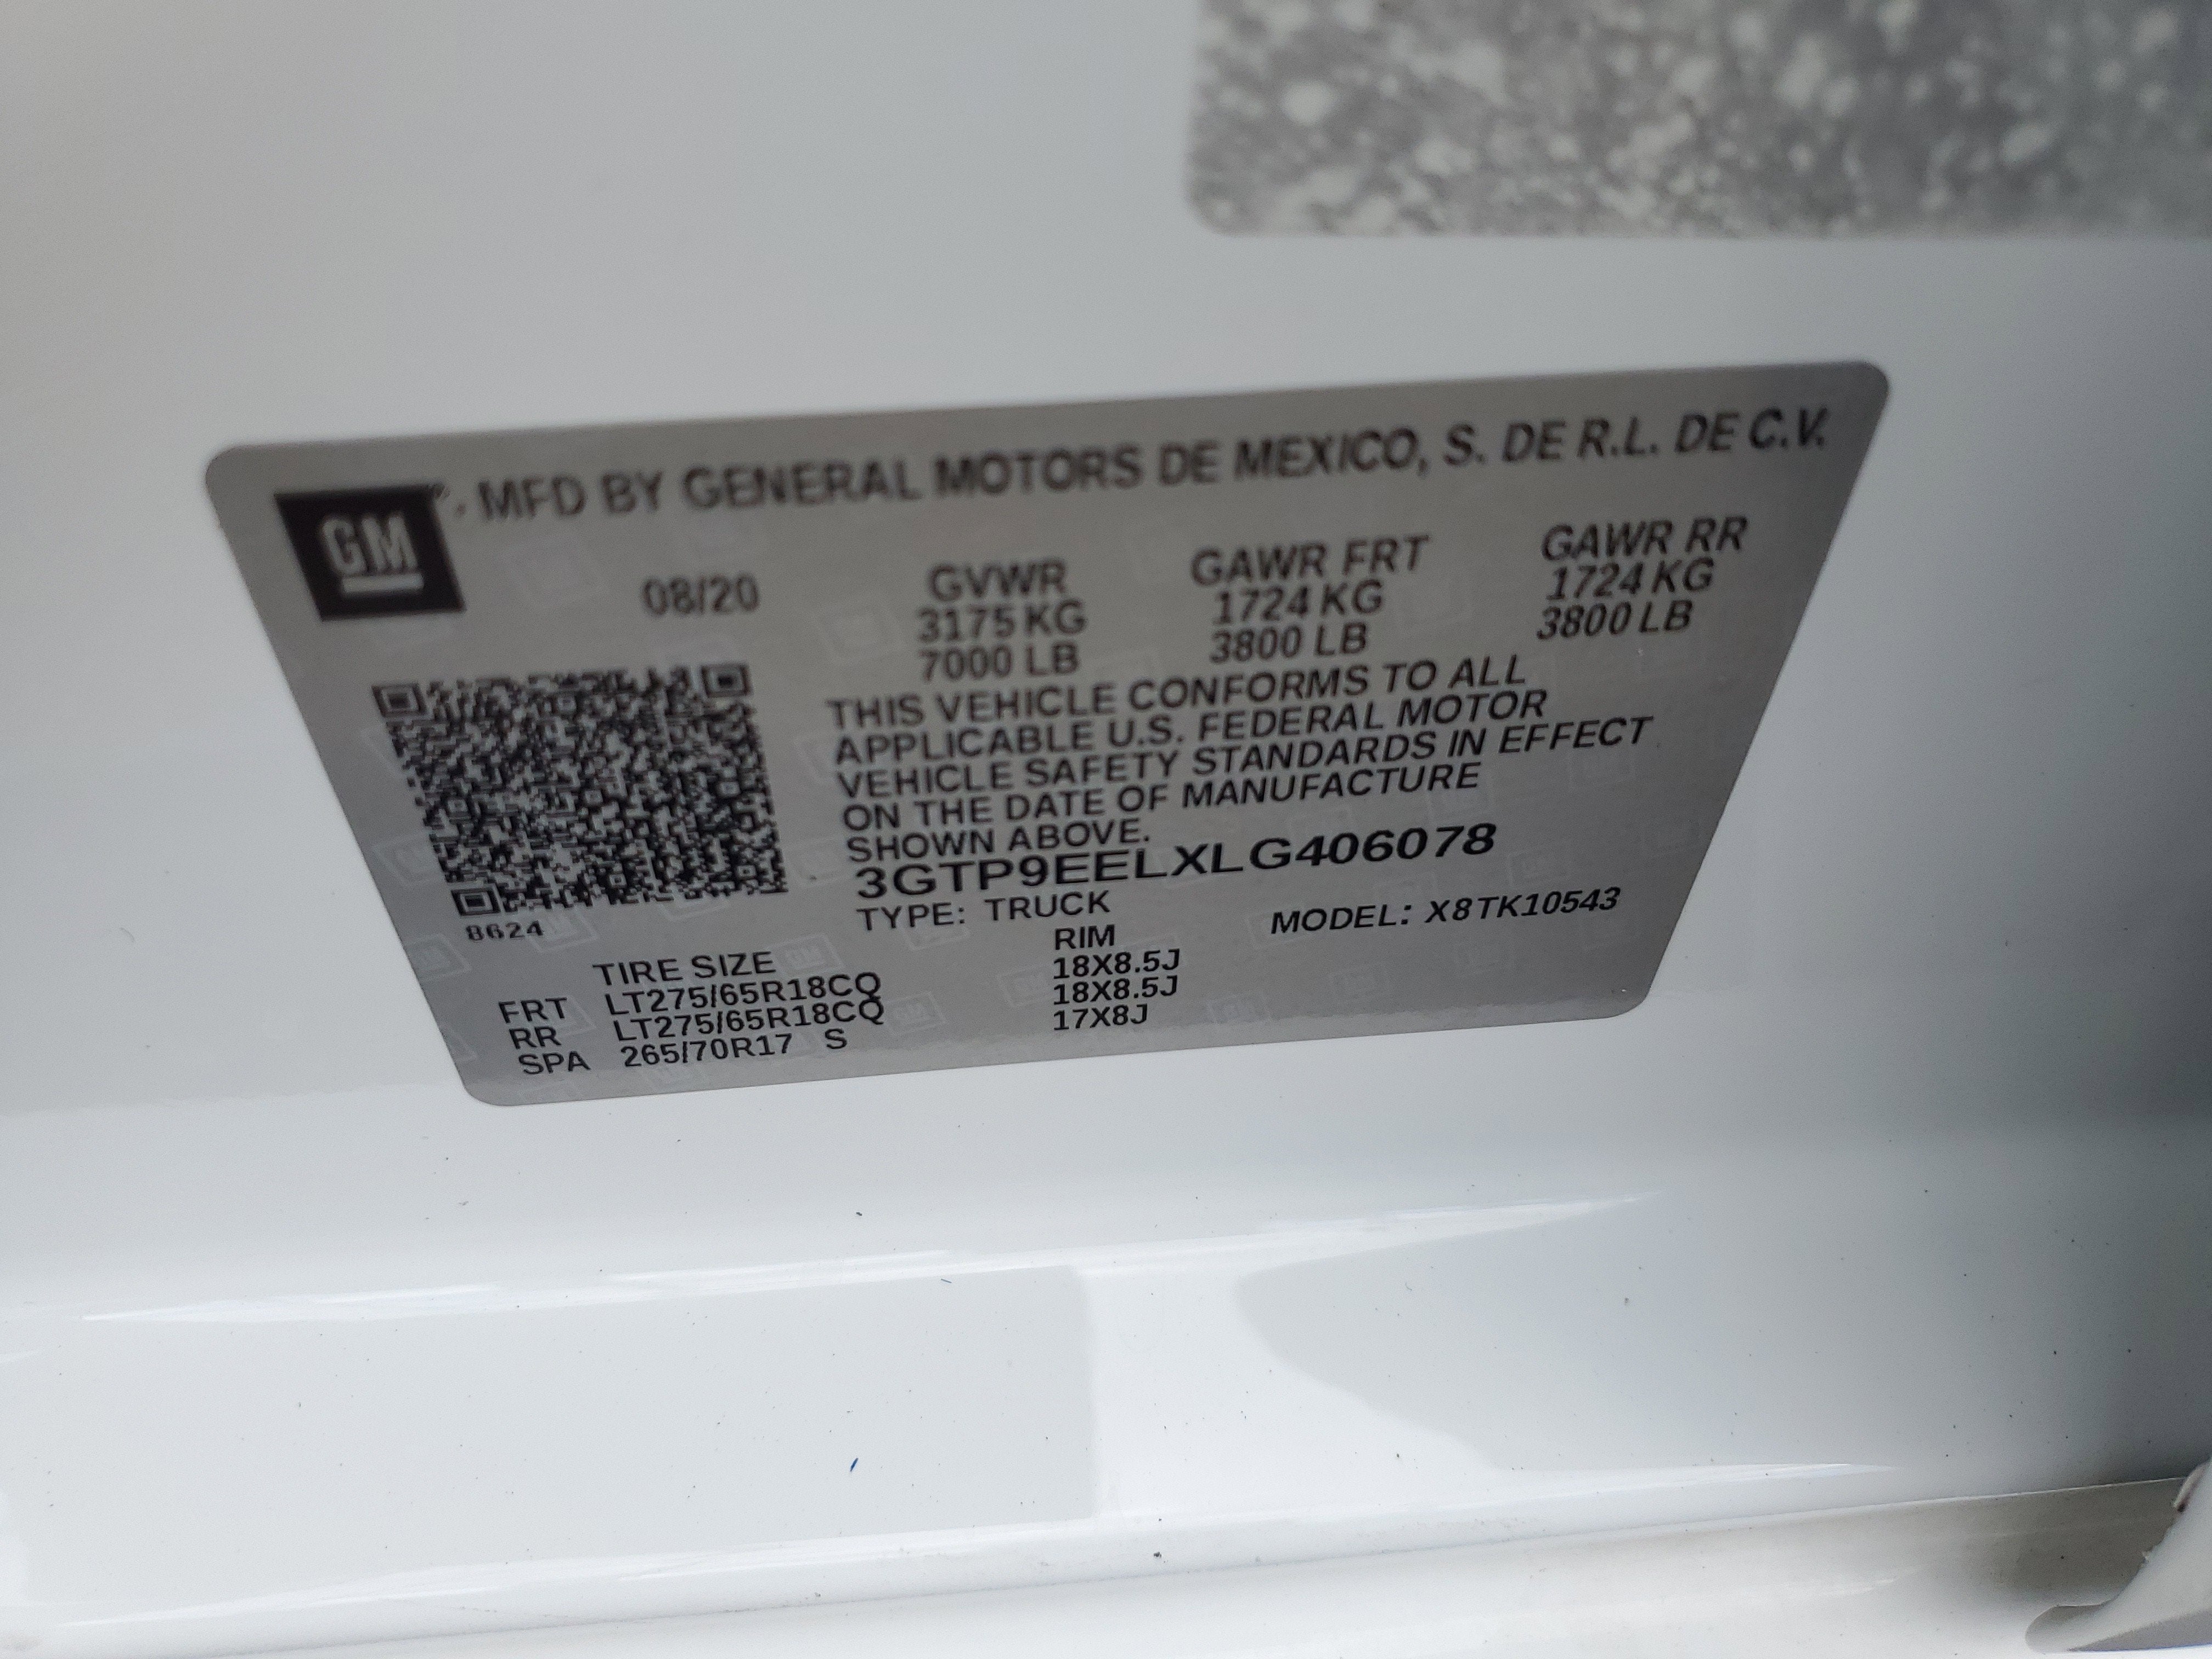 GM
MFD BY GENERAL MOTORS DE MEXICO, S. DE R.L. DE C.V.
08/20
GVWR
3175 KG
7000 LB
GAWR FRT
1724 KG
3800 LB
GAWR RR
1724 KG
3800 LB
THIS VEHICLE CONFORMS TO ALL
APPLICABLE U.S. FEDERAL MOTOR
VEHICLE SAFETY STANDARDS IN EFFECT
ON THE DATE OF MANUFACTURE
SHOWN ABOVE.
3GTP9EELXLG406078
TYPE: TRUCK
MODEL: X8TK10543
8624
TIRE SIZE RIM
FRT LT275/65R18CQ 18X8.5J
RR LT275/65R18CQ 18X8.5J
SPA 265/70R17 S 17X8J